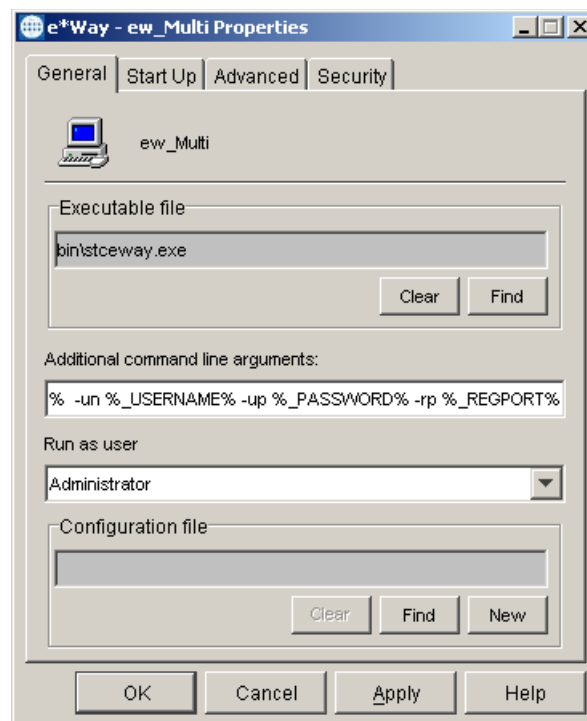 e*Way - ew_Multi Properties
General Start Up Advanced Security
ew_Multi
Executable file
bin\stceway.exe
Clear Find
Additional command line arguments:
% -un %_USERNAME% -up %_PASSWORD% -rp %_REGPORT%
Run as user
Administrator
Configuration file
Clear Find New
OK Cancel Apply Help